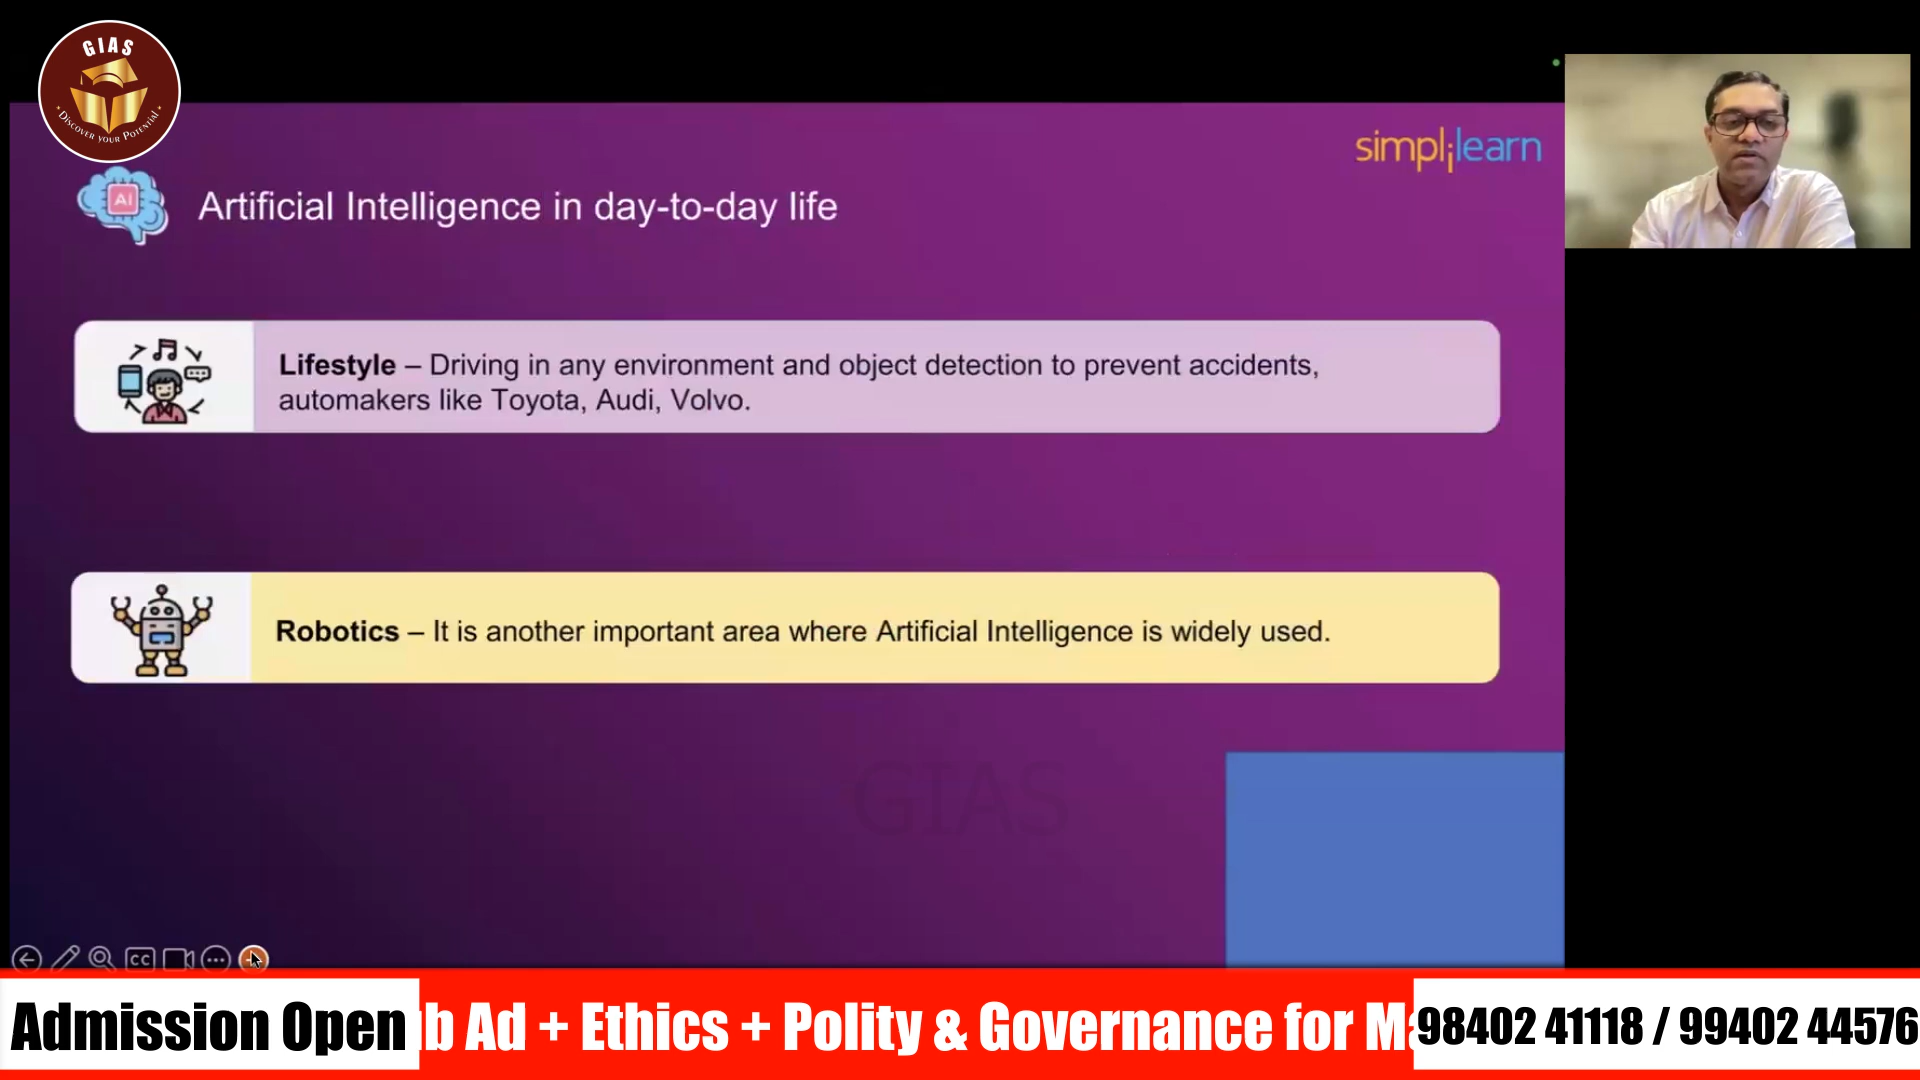 GIAS
DISCOVER YOUR POTENTIAL
simplilearn
AI
Artificial Intelligence in day-to-day life
Lifestyle – Driving in any environment and object detection to prevent accidents,
automakers like Toyota, Audi, Volvo.
Robotics – It is another important area where Artificial Intelligence is widely used.
GIAS
CC
Admission Open
Ad + Ethics + Polity & Governance for
98402 41118 / 99402 44576